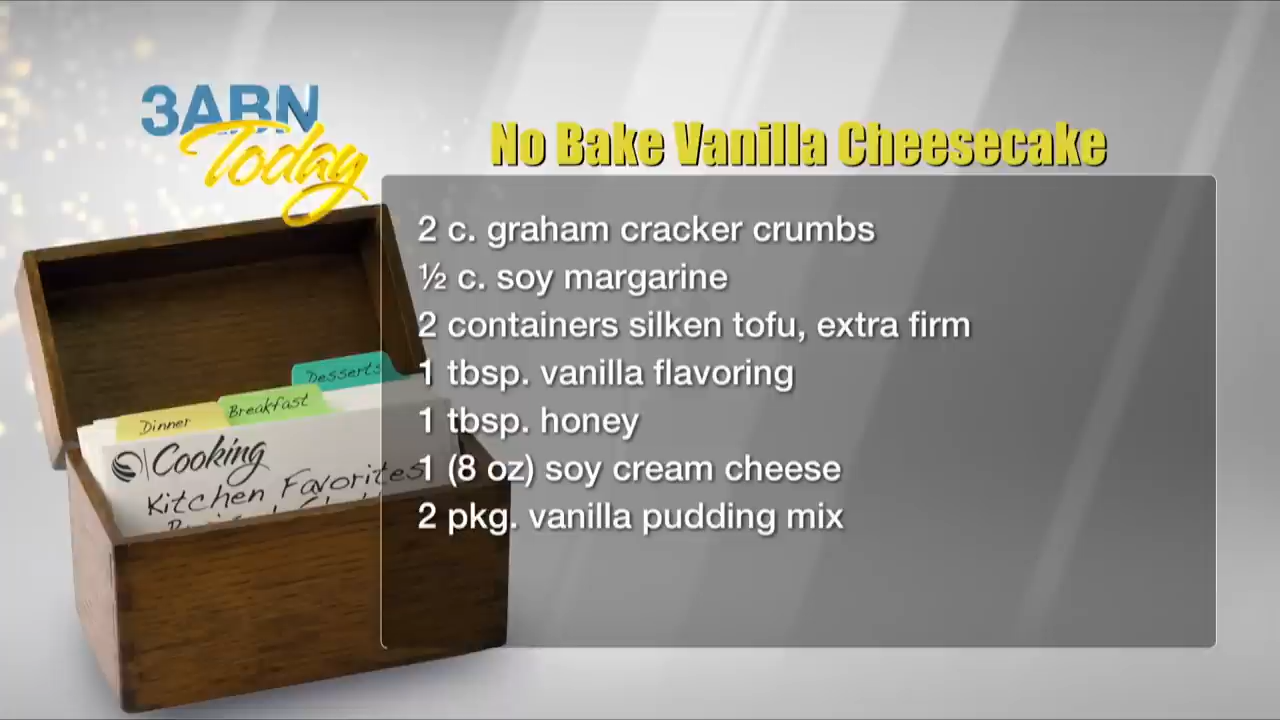 3ABN
Today
No Bake Vanilla Cheesecake
2 c. graham cracker crumbs
½ c. soy margarine
2 containers silken tofu, extra firm
1 tbsp. vanilla flavoring
1 tbsp. honey
1 (8 oz) soy cream cheese
2 pkg. vanilla pudding mix
Desserts
Breakfast
Dinner
Cooking
Kitchen Favorites